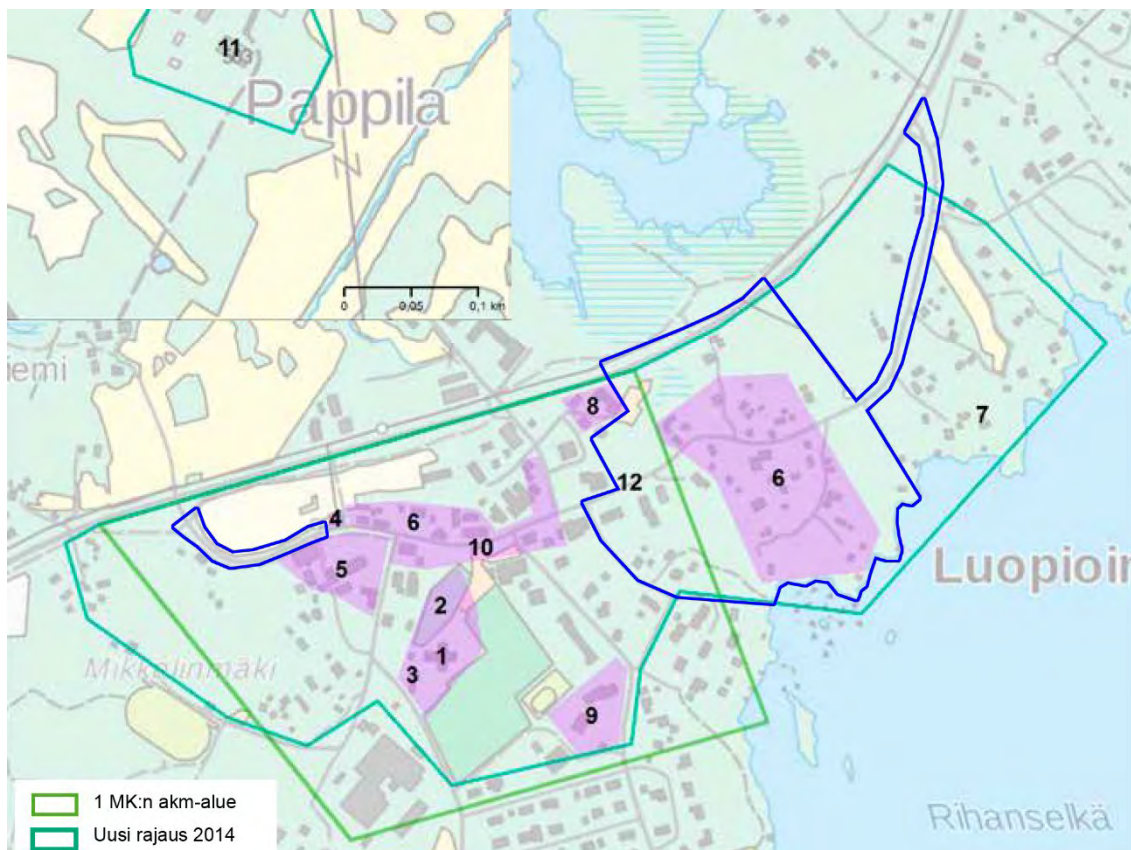 11
Pappila
0 0,05 0,1 km
iemi
8
7
12
6
4
6
10
5
2
Luopioin
1
Mikkolinmäki
3
9
1 MK:n akm-alue
Uusi rajaus 2014
Rihanselkä